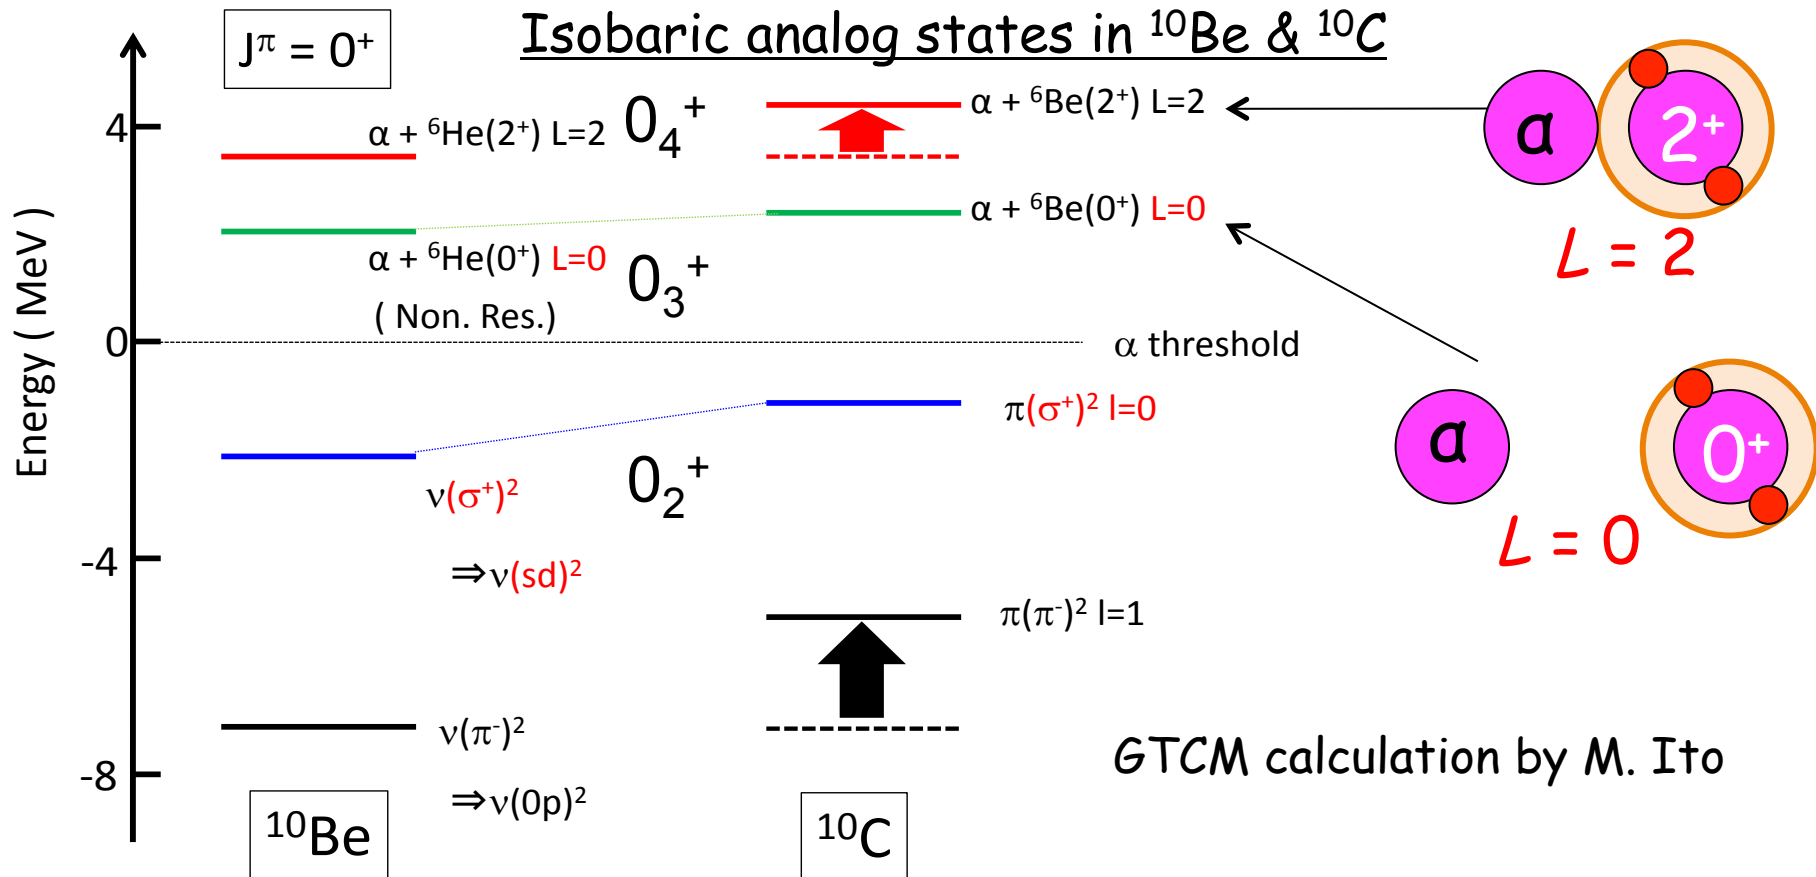 Isobaric analog states in ¹⁰Be & ¹⁰C
Jᵖⁱ = 0⁺
Energy ( MeV )
4
0
-4
-8
α + ⁶He(2⁺) L=2
0₄⁺
α + ⁶Be(2⁺) L=2
α + ⁶He(0⁺) L=0
( Non. Res.)
0₃⁺
α + ⁶Be(0⁺) L=0
α threshold
ν(σ⁺)²
⇒ν(sd)²
0₂⁺
π(σ⁺)² l=0
π(π⁻)² l=1
ν(π⁻)²
⇒ν(0p)²
¹⁰Be
¹⁰C
α
2⁺
L = 2
α
0⁺
L = 0
GTCM calculation by M. Ito